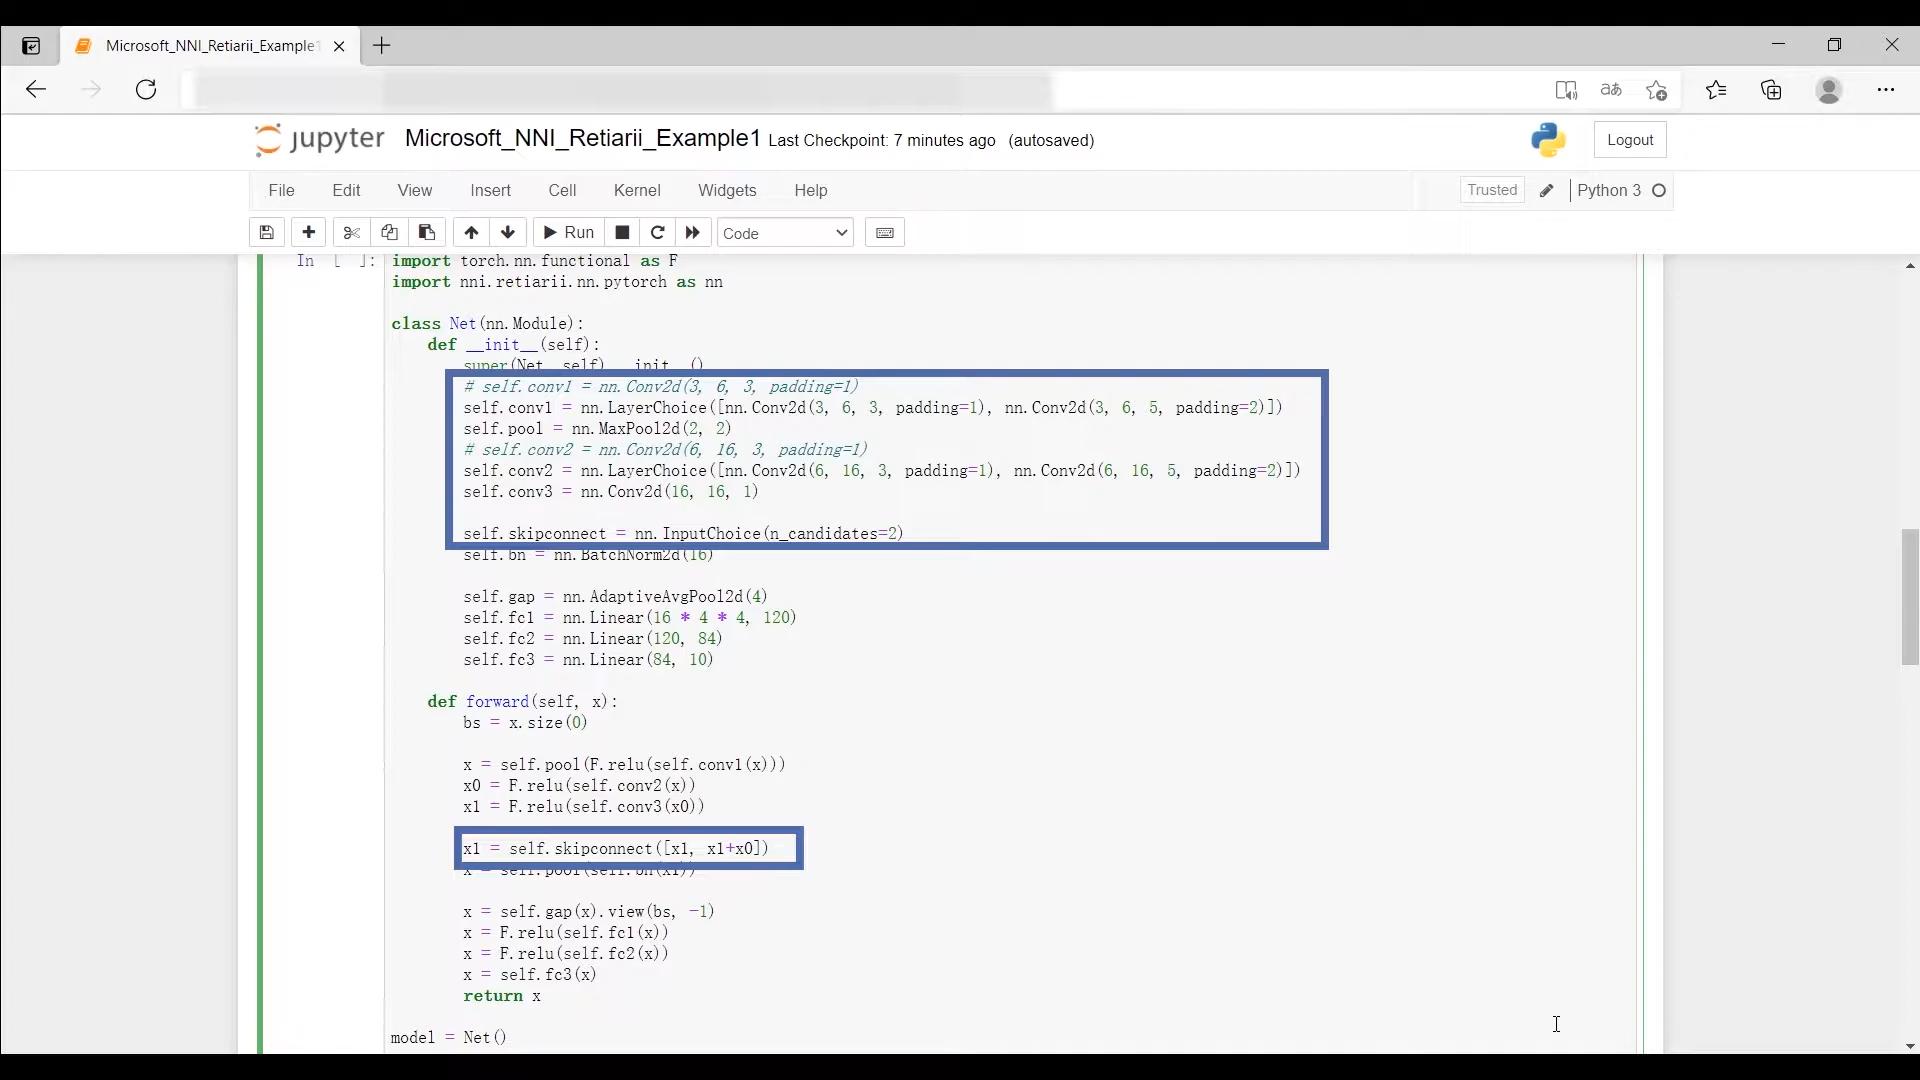 Microsoft_NNI_Retiarii_Example1
jupyter Microsoft_NNI_Retiarii_Example1 Last Checkpoint: 7 minutes ago (autosaved)
Logout
File Edit View Insert Cell Kernel Widgets Help
Trusted Python 3
Run Code
In [ ]: import torch.nn.functional as F
import nni.retiarii.nn.pytorch as nn
class Net(nn.Module):
def __init__(self):
super(Net, self).__init__()
# self.conv1 = nn.Conv2d(3, 6, 3, padding=1)
self.conv1 = nn.LayerChoice([nn.Conv2d(3, 6, 3, padding=1), nn.Conv2d(3, 6, 5, padding=2)])
self.pool = nn.MaxPool2d(2, 2)
# self.conv2 = nn.Conv2d(6, 16, 3, padding=1)
self.conv2 = nn.LayerChoice([nn.Conv2d(6, 16, 3, padding=1), nn.Conv2d(6, 16, 5, padding=2)])
self.conv3 = nn.Conv2d(16, 16, 1)
self.skipconnect = nn.InputChoice(n_candidates=2)
self.bn = nn.BatchNorm2d(16)
self.gap = nn.AdaptiveAvgPool2d(4)
self.fc1 = nn.Linear(16 * 4 * 4, 120)
self.fc2 = nn.Linear(120, 84)
self.fc3 = nn.Linear(84, 10)
def forward(self, x):
bs = x.size(0)
x = self.pool(F.relu(self.conv1(x)))
x0 = F.relu(self.conv2(x))
x1 = F.relu(self.conv3(x0))
x1 = self.skipconnect([x1, x1+x0])
x = self.pool(self.bn(x1))
x = self.gap(x).view(bs, -1)
x = F.relu(self.fc1(x))
x = F.relu(self.fc2(x))
x = self.fc3(x)
return x
model = Net()